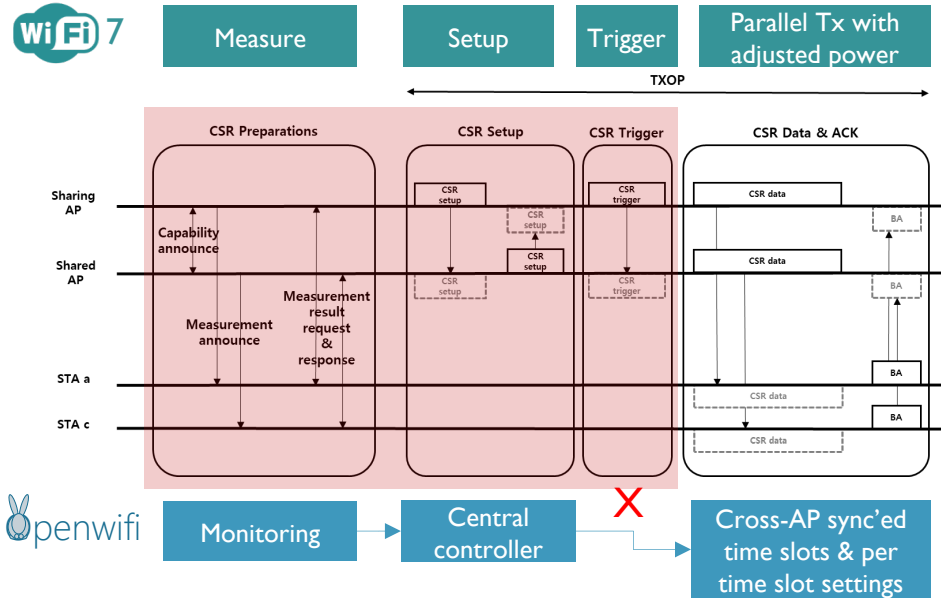 WiFi 7
Measure
Setup
Trigger
Parallel Tx with
adjusted power
TXOP
CSR Preparations
CSR Setup
CSR Trigger
CSR Data & ACK
Sharing
AP
CSR
setup
CSR
trigger
CSR data
CSR
setup
BA
Capability
announce
Shared
AP
CSR
setup
CSR data
CSR
setup
CSR
trigger
BA
Measurement
announce
Measurement
result
request
&
response
STA a
BA
CSR data
STA c
BA
CSR data
X
Openwifi
Monitoring
Central
controller
Cross-AP sync'ed
time slots & per
time slot settings